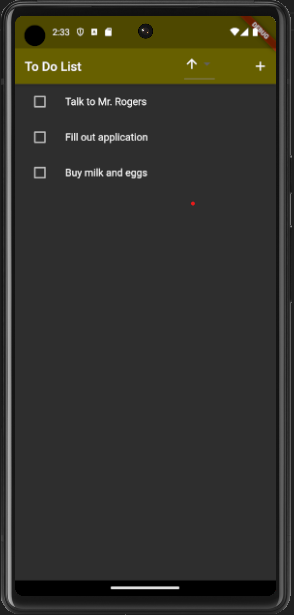 2:33
DEBUG
To Do List
Talk to Mr. Rogers
Fill out application
Buy milk and eggs